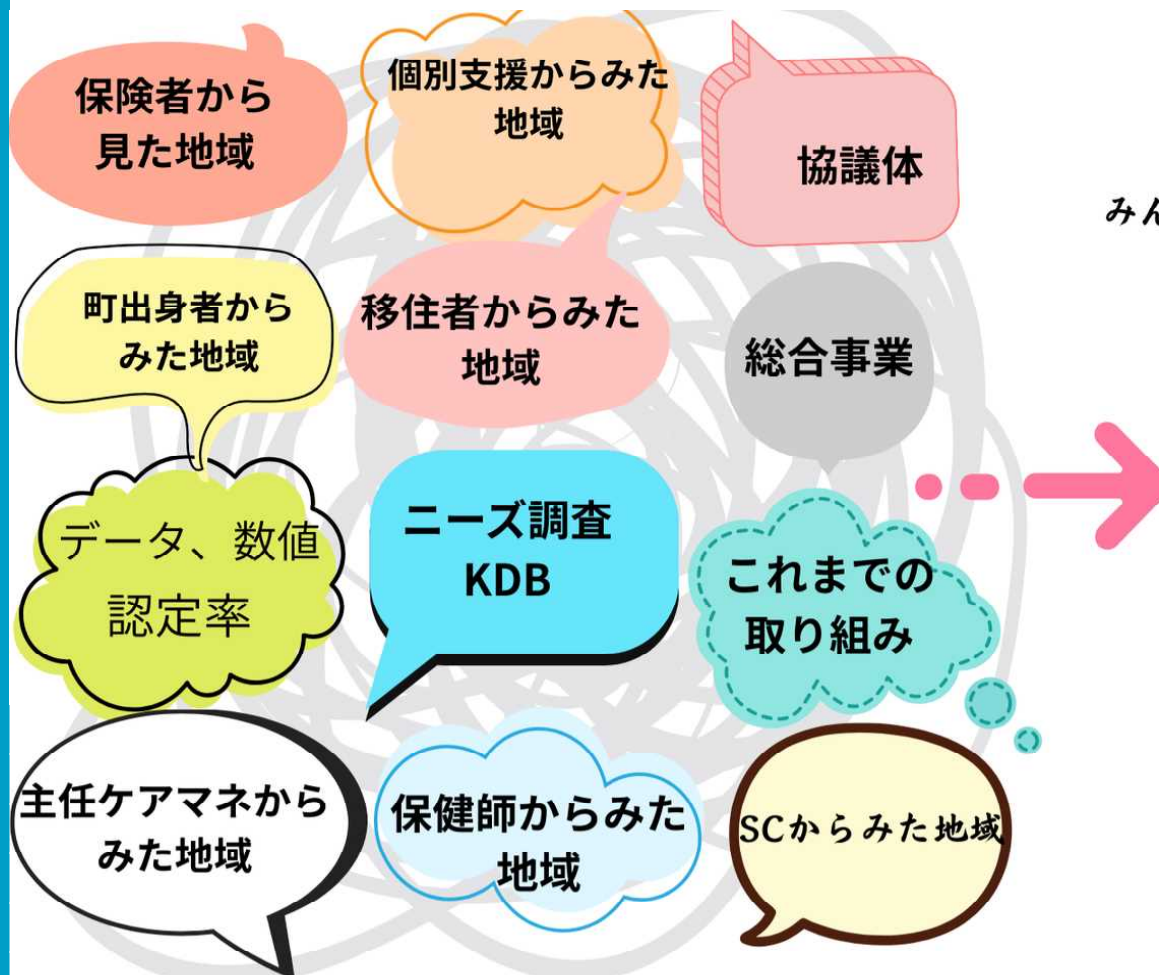 保険者から
見た地域
個別支援からみた
地域
協議体
みん
町出身者から
みた地域
移住者からみた
地域
総合事業
データ、数値
認定率
ニーズ調査
KDB
これまでの
取り組み
主任ケアマネから
みた地域
保健師からみた
地域
SCからみた地域